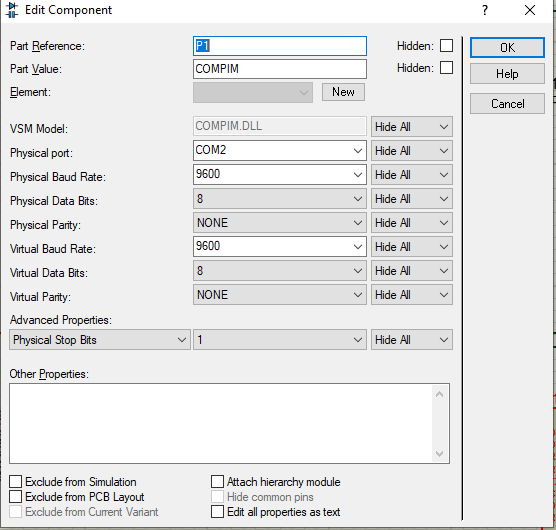 Edit Component ?
Part Reference: P1 Hidden: OK
Part Value: COMPIM Hidden: Help
Element: New Cancel
VSM Model: COMPIM.DLL Hide All
Physical port: COM2 Hide All
Physical Baud Rate: 9600 Hide All
Physical Data Bits: 8 Hide All
Physical Parity: NONE Hide All
Virtual Baud Rate: 9600 Hide All
Virtual Data Bits: 8 Hide All
Virtual Parity: NONE Hide All
Advanced Properties:
Physical Stop Bits 1 Hide All
Other Properties:
Exclude from Simulation Attach hierarchy module
Exclude from PCB Layout Hide common pins
Exclude from Current Variant Edit all properties as text